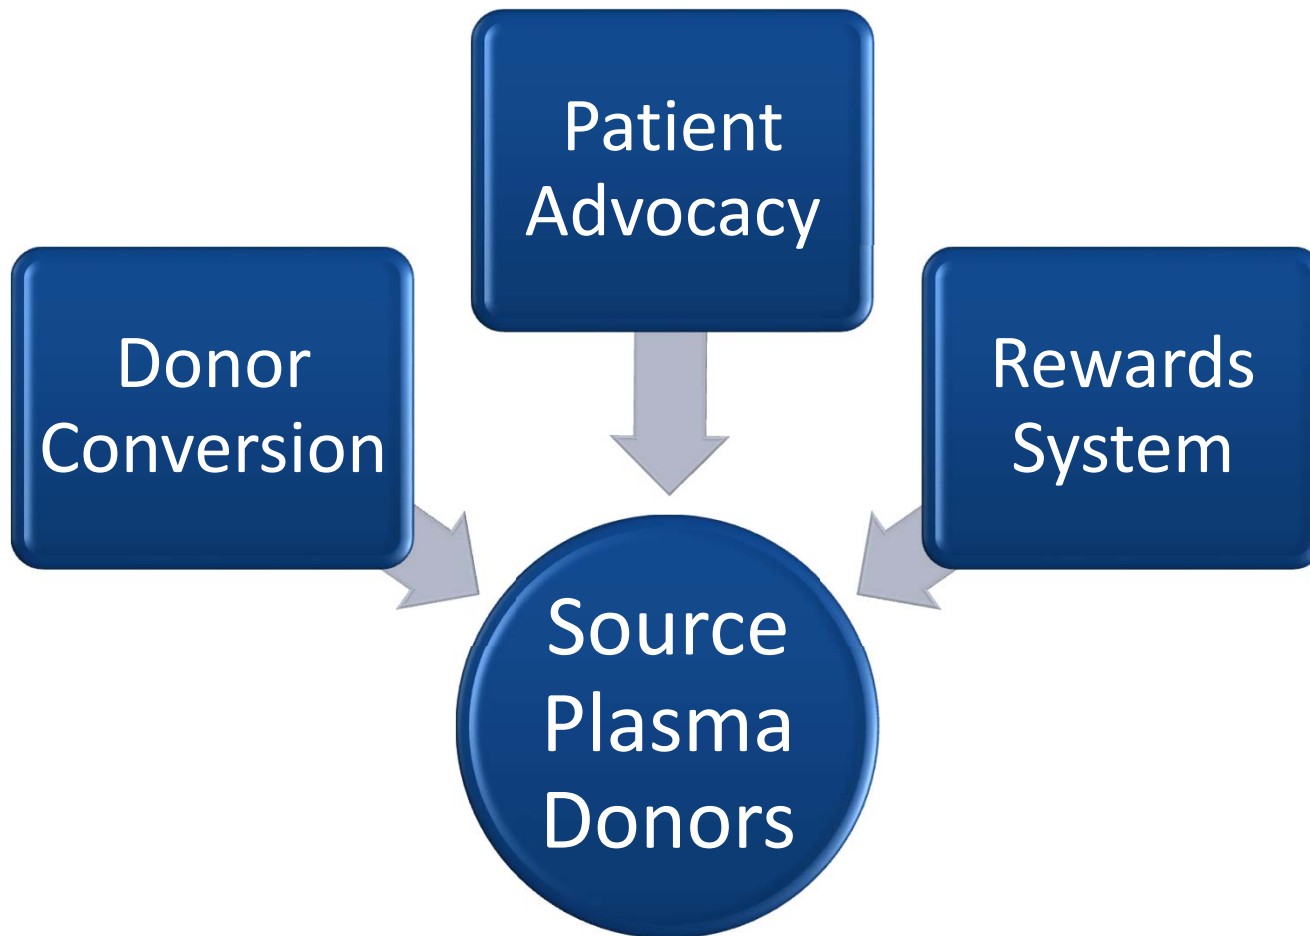 Patient
Advocacy
Donor
Conversion
Rewards
System
Source
Plasma
Donors